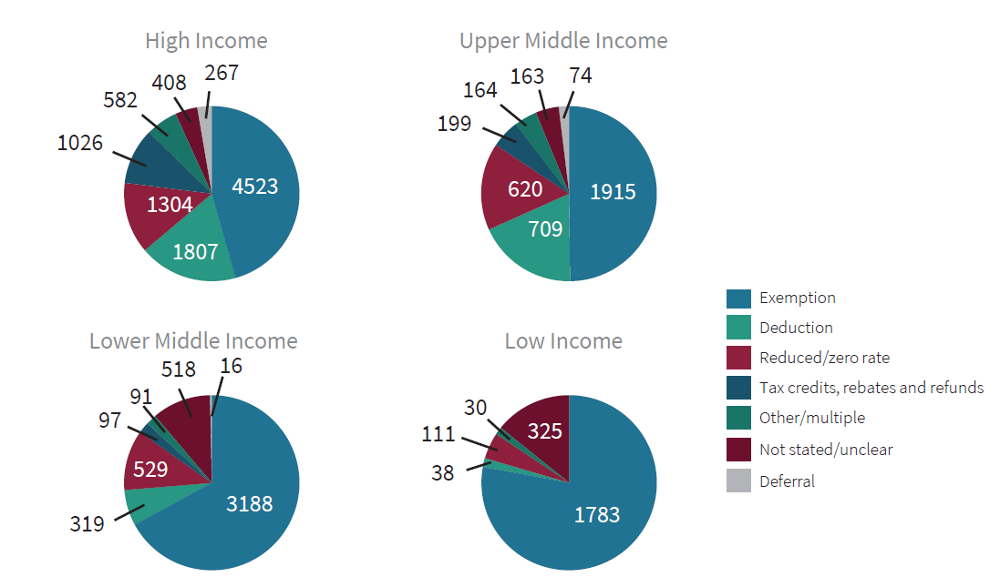 High Income
267
408
582
1026
4523
1304
1807
Upper Middle Income
74
163
164
199
1915
620
709
Lower Middle Income
16
518
91
97
529
319
3188
Low Income
30
325
111
38
1783
Exemption
Deduction
Reduced/zero rate
Tax credits, rebates and refunds
Other/multiple
Not stated/unclear
Deferral